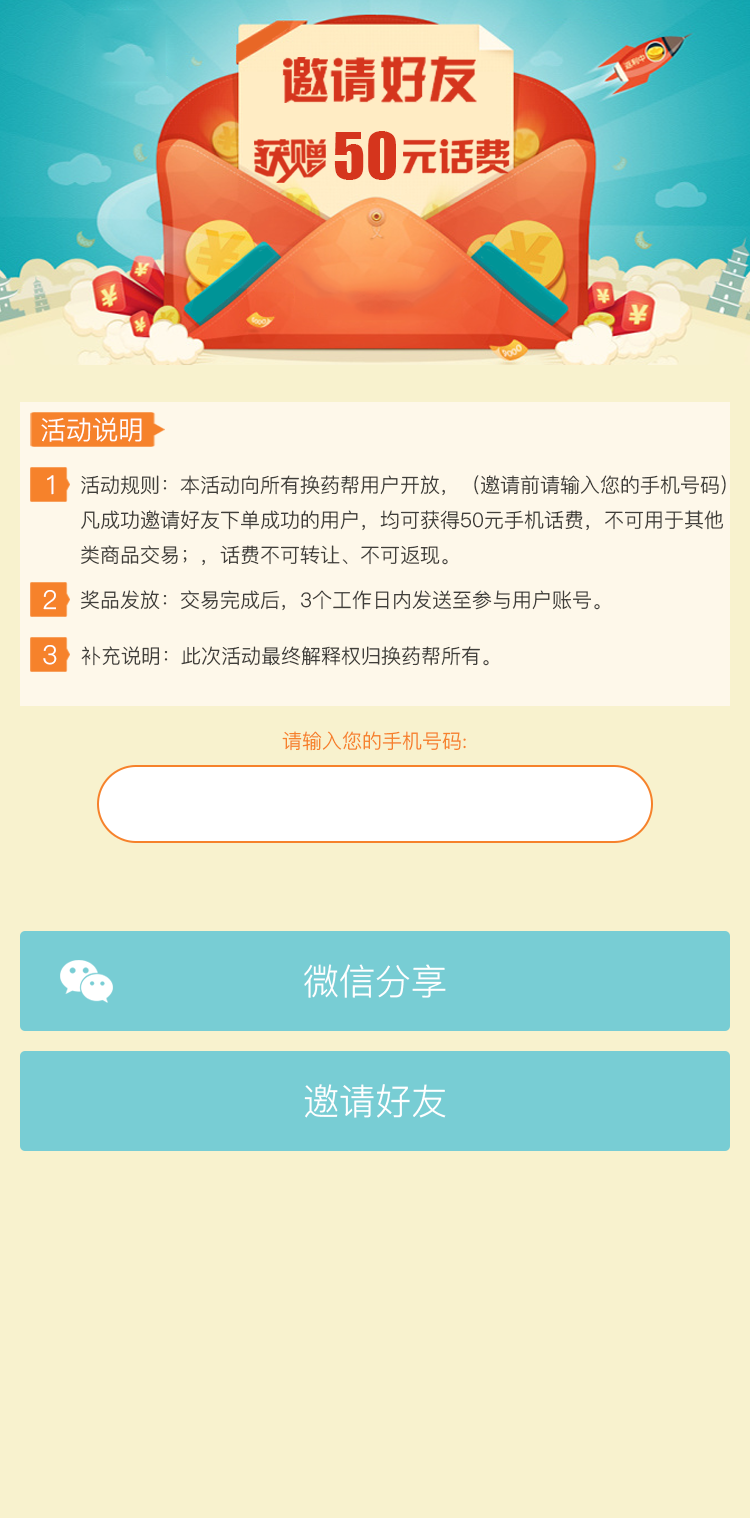 邀请好友
获赠50元话费
活动说明
1 活动规则：本活动向所有换药帮用户开放，（邀请前请输入您的手机号码）
凡成功邀请好友下单成功的用户，均可获得50元手机话费，不可用于其他
类商品交易；，话费不可转让、不可返现。
2 奖品发放：交易完成后，3个工作日内发送至参与用户账号。
3 补充说明：此次活动最终解释权归换药帮所有。
请输入您的手机号码:
微信分享
邀请好友